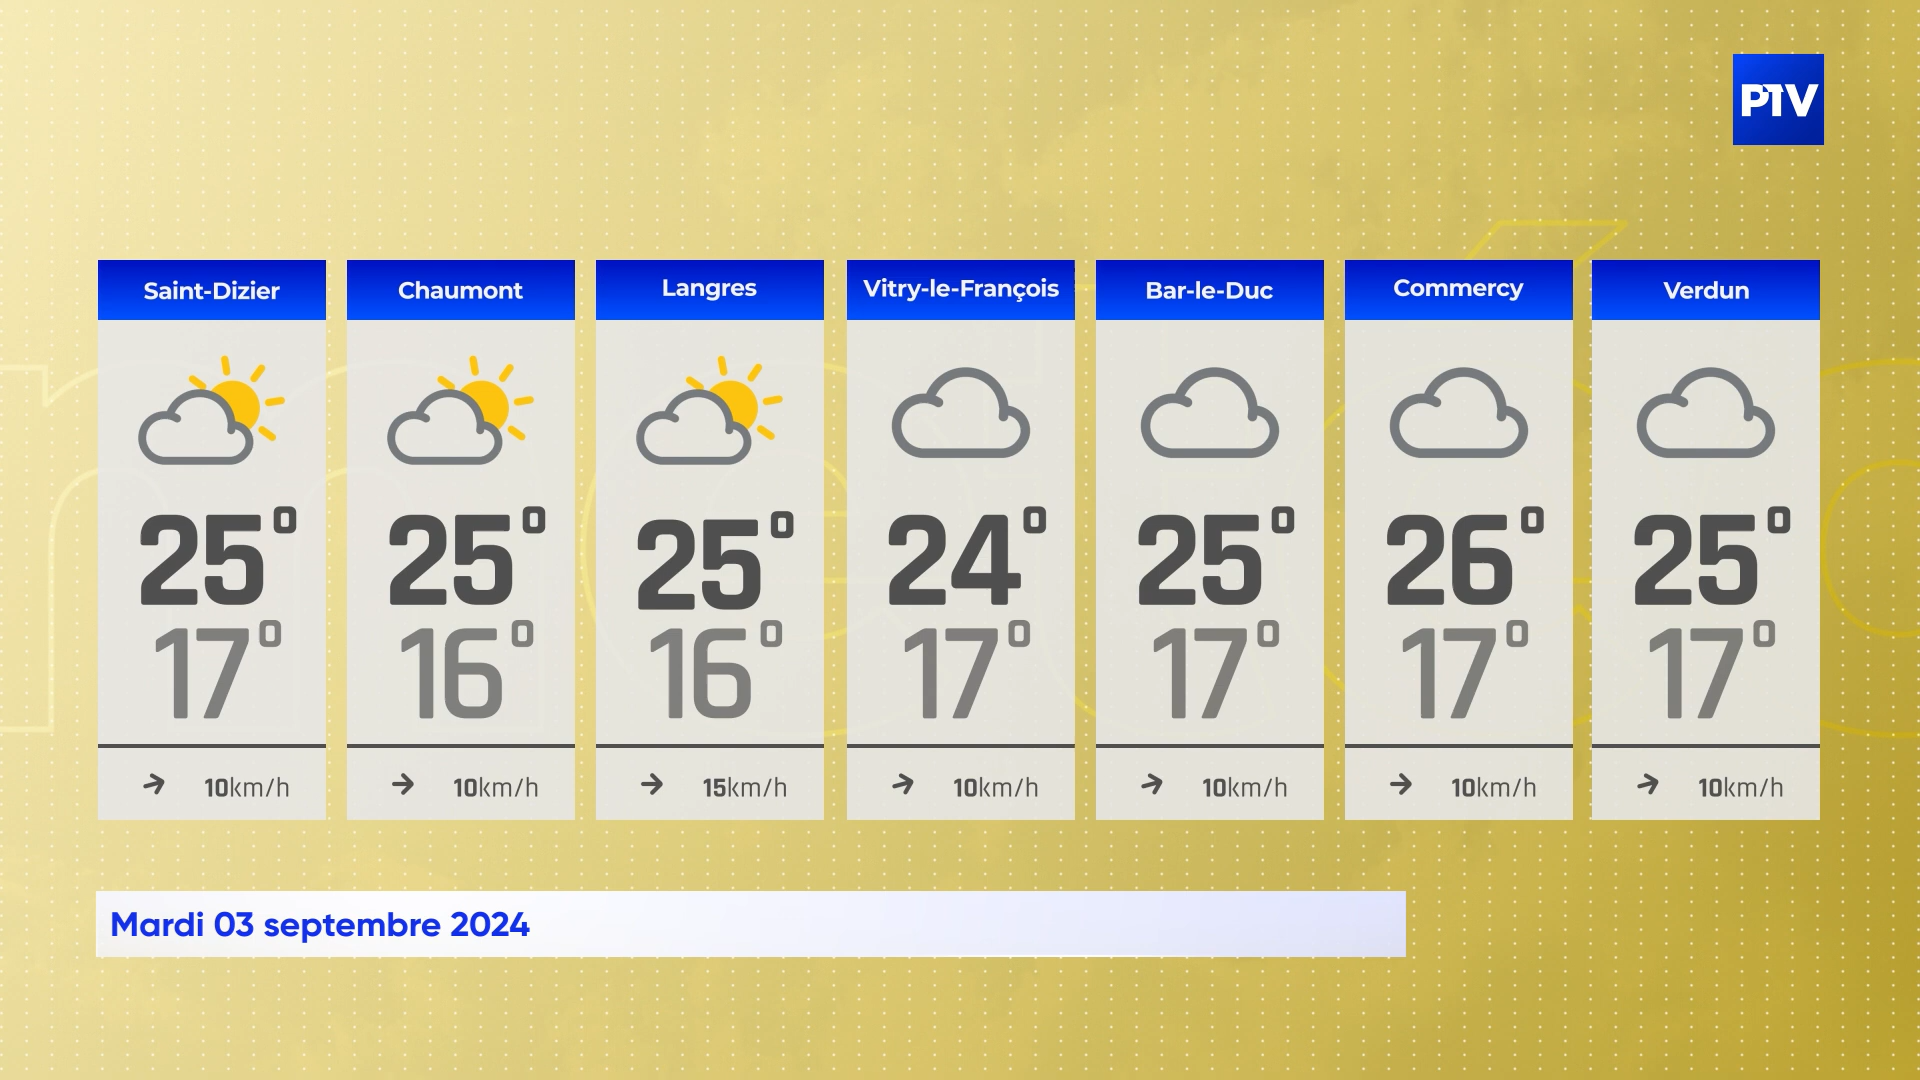 PTV
Saint-Dizier
25°
17°
10km/h
Chaumont
25°
16°
10km/h
Langres
25°
16°
15km/h
Vitry-le-François
24°
17°
10km/h
Bar-le-Duc
25°
17°
10km/h
Commercy
26°
17°
10km/h
Verdun
25°
17°
10km/h
Mardi 03 septembre 2024